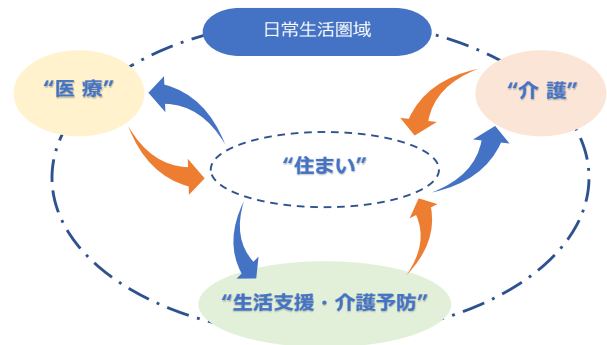 日常生活圏域
“医 療”
“介 護”
“住まい”
“生活支援・介護予防”